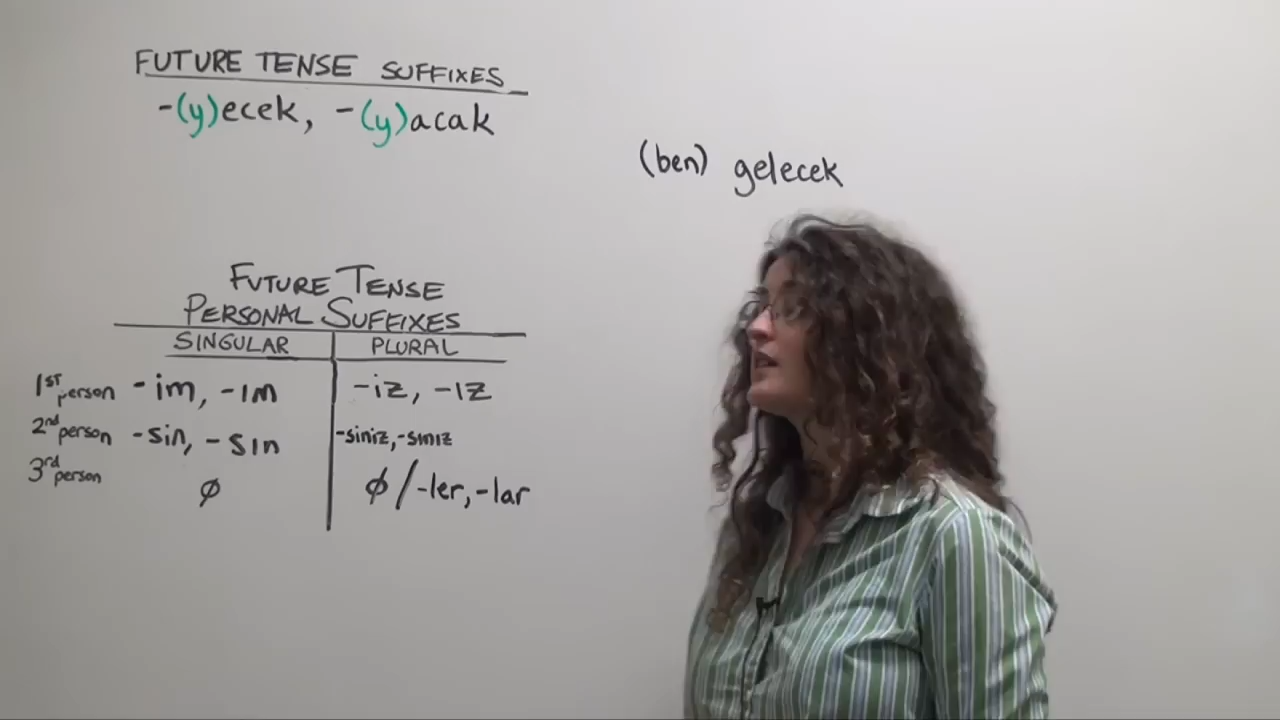 FUTURE TENSE SUFFIXES
-(y)ecek, -(y)acak
(ben) gelecek
FUTURE TENSE
PERSONAL SUFFIXES
SINGULAR PLURAL
1st person -im, -ım -iz, -ız
2nd person -sin, -sın -siniz, -sınız
3rd person ø ø / -ler, -lar